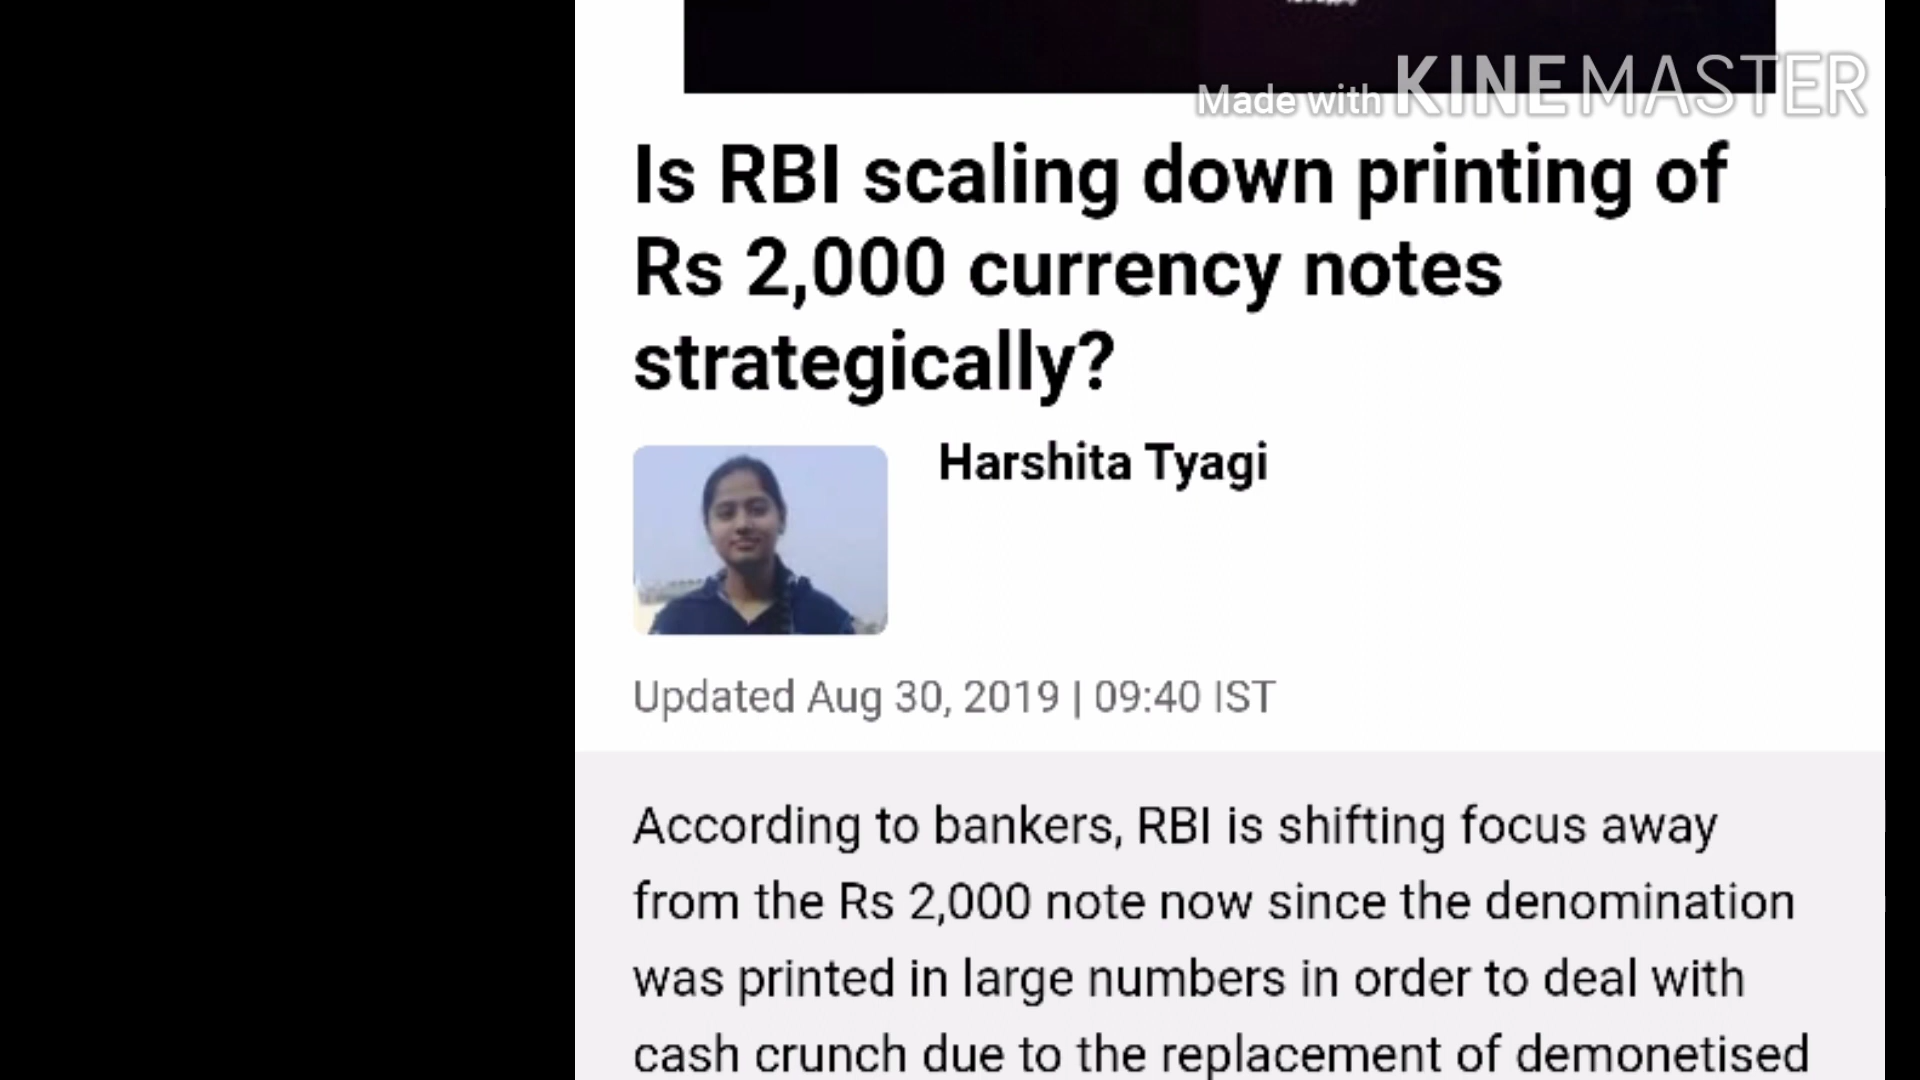 Made with KINEMASTER
Is RBI scaling down printing of
Rs 2,000 currency notes
strategically?
Harshita Tyagi
Updated Aug 30, 2019 | 09:40 IST
According to bankers, RBI is shifting focus away
from the Rs 2,000 note now since the denomination
was printed in large numbers in order to deal with
cash crunch due to the replacement of demonetised